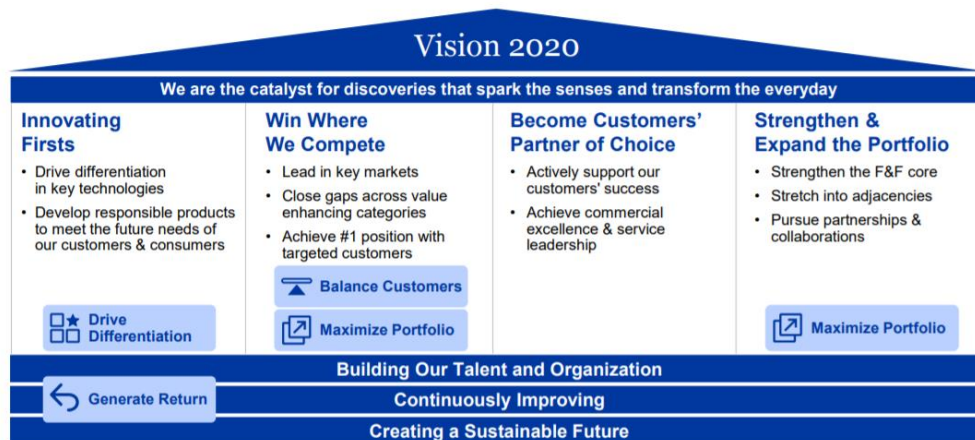 Vision 2020
We are the catalyst for discoveries that spark the senses and transform the everyday
Innovating
Firsts
• Drive differentiation
in key technologies
• Develop responsible products
to meet the future needs of
our customers & consumers
Drive
Differentiation
Win Where
We Compete
• Lead in key markets
• Close gaps across value
enhancing categories
• Achieve #1 position with
targeted customers
Balance Customers
Maximize Portfolio
Become Customers'
Partner of Choice
• Actively support our
customers' success
• Achieve commercial
excellence & service
leadership
Strengthen &
Expand the Portfolio
• Strengthen the F&F core
• Stretch into adjacencies
• Pursue partnerships &
collaborations
Maximize Portfolio
Building Our Talent and Organization
Generate Return
Continuously Improving
Creating a Sustainable Future